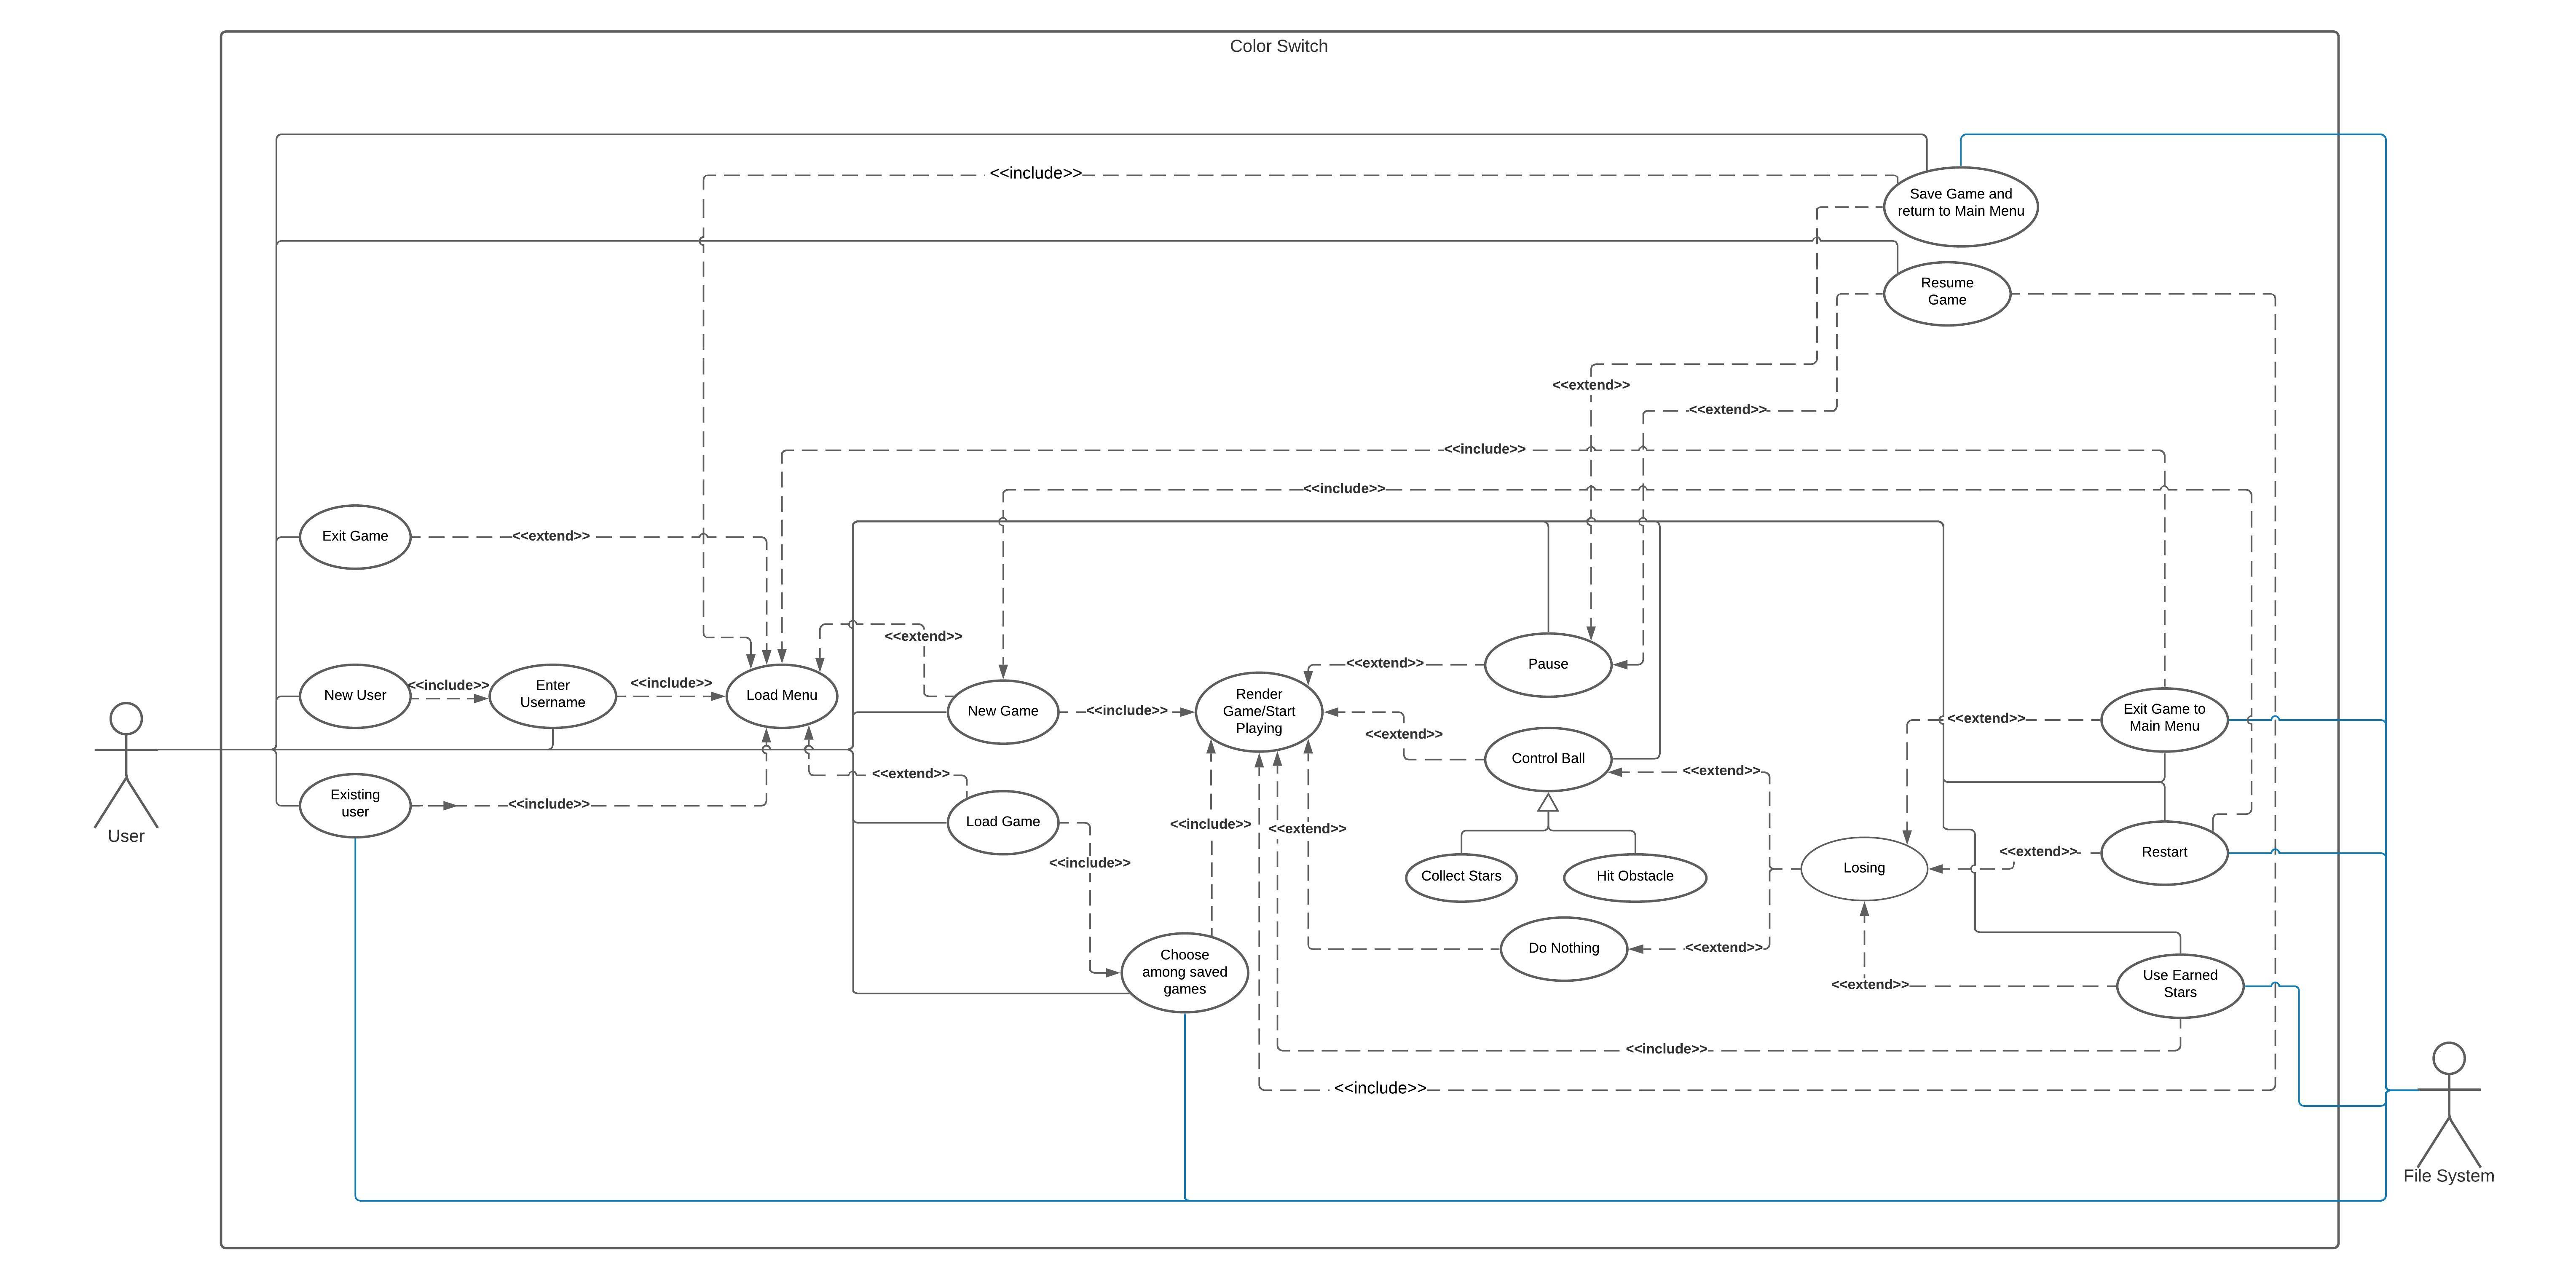 Color Switch
<<include>>
Save Game and
return to Main Menu
Resume
Game
<<extend>>
<<extend>>
<<include>>
<<include>>
Exit Game
<<extend>>
New User
<<include>>
Enter
Username
<<include>>
Load Menu
<<extend>>
New Game
<<include>>
Render
Game/Start
Playing
<<extend>>
Pause
<<extend>>
Control Ball
<<extend>>
Exit Game to
Main Menu
<<extend>>
Existing
user
<<include>>
<<extend>>
Load Game
<<include>>
<<include>>
<<extend>>
Collect Stars
Hit Obstacle
Losing
<<extend>>
Restart
User
Choose
among saved
games
Do Nothing
<<extend>>
<<extend>>
Use Earned
Stars
<<include>>
<<include>>
File System